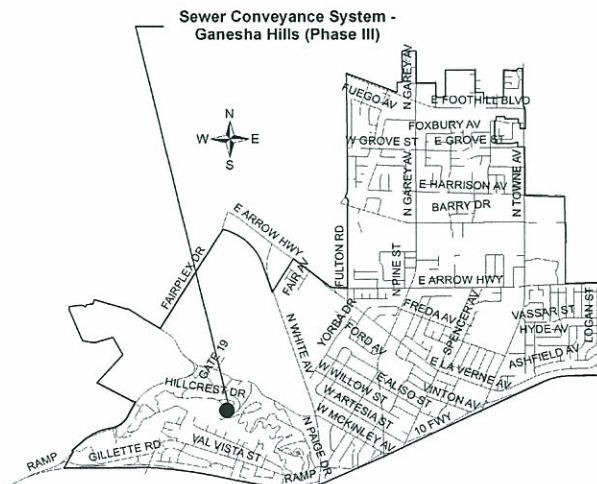 Sewer Conveyance System -
Ganesha Hills (Phase III)
N
W E
S
FUEGO AV
N GAREY AV
E FOOTHILL BLVD
FOXBURY AV
W GROVE ST
E GROVE ST
N GAREY AV
E HARRISON AV
N TOWNE AV
BARRY DR
E ARROW HWY
FAIRPLEX DR
FAIR AV
FULTON RD
N PINE ST
E ARROW HWY
N WHITE AV
YORBA DR
FORD AV
FREDA AV
SPENCER AV
VASSAR ST
HYDE AV
LOGAN ST
ASHFIELD AV
E LA VERNE AV
GATE 19
HILLCREST DR
W WILLOW ST
E ALISO ST
VINTON AV
W ARTESIA ST
W MCKINLEY AV
10 FWY
N PAIGE DR
VAL VISTA ST
GILLETTE RD
RAMP
RAMP